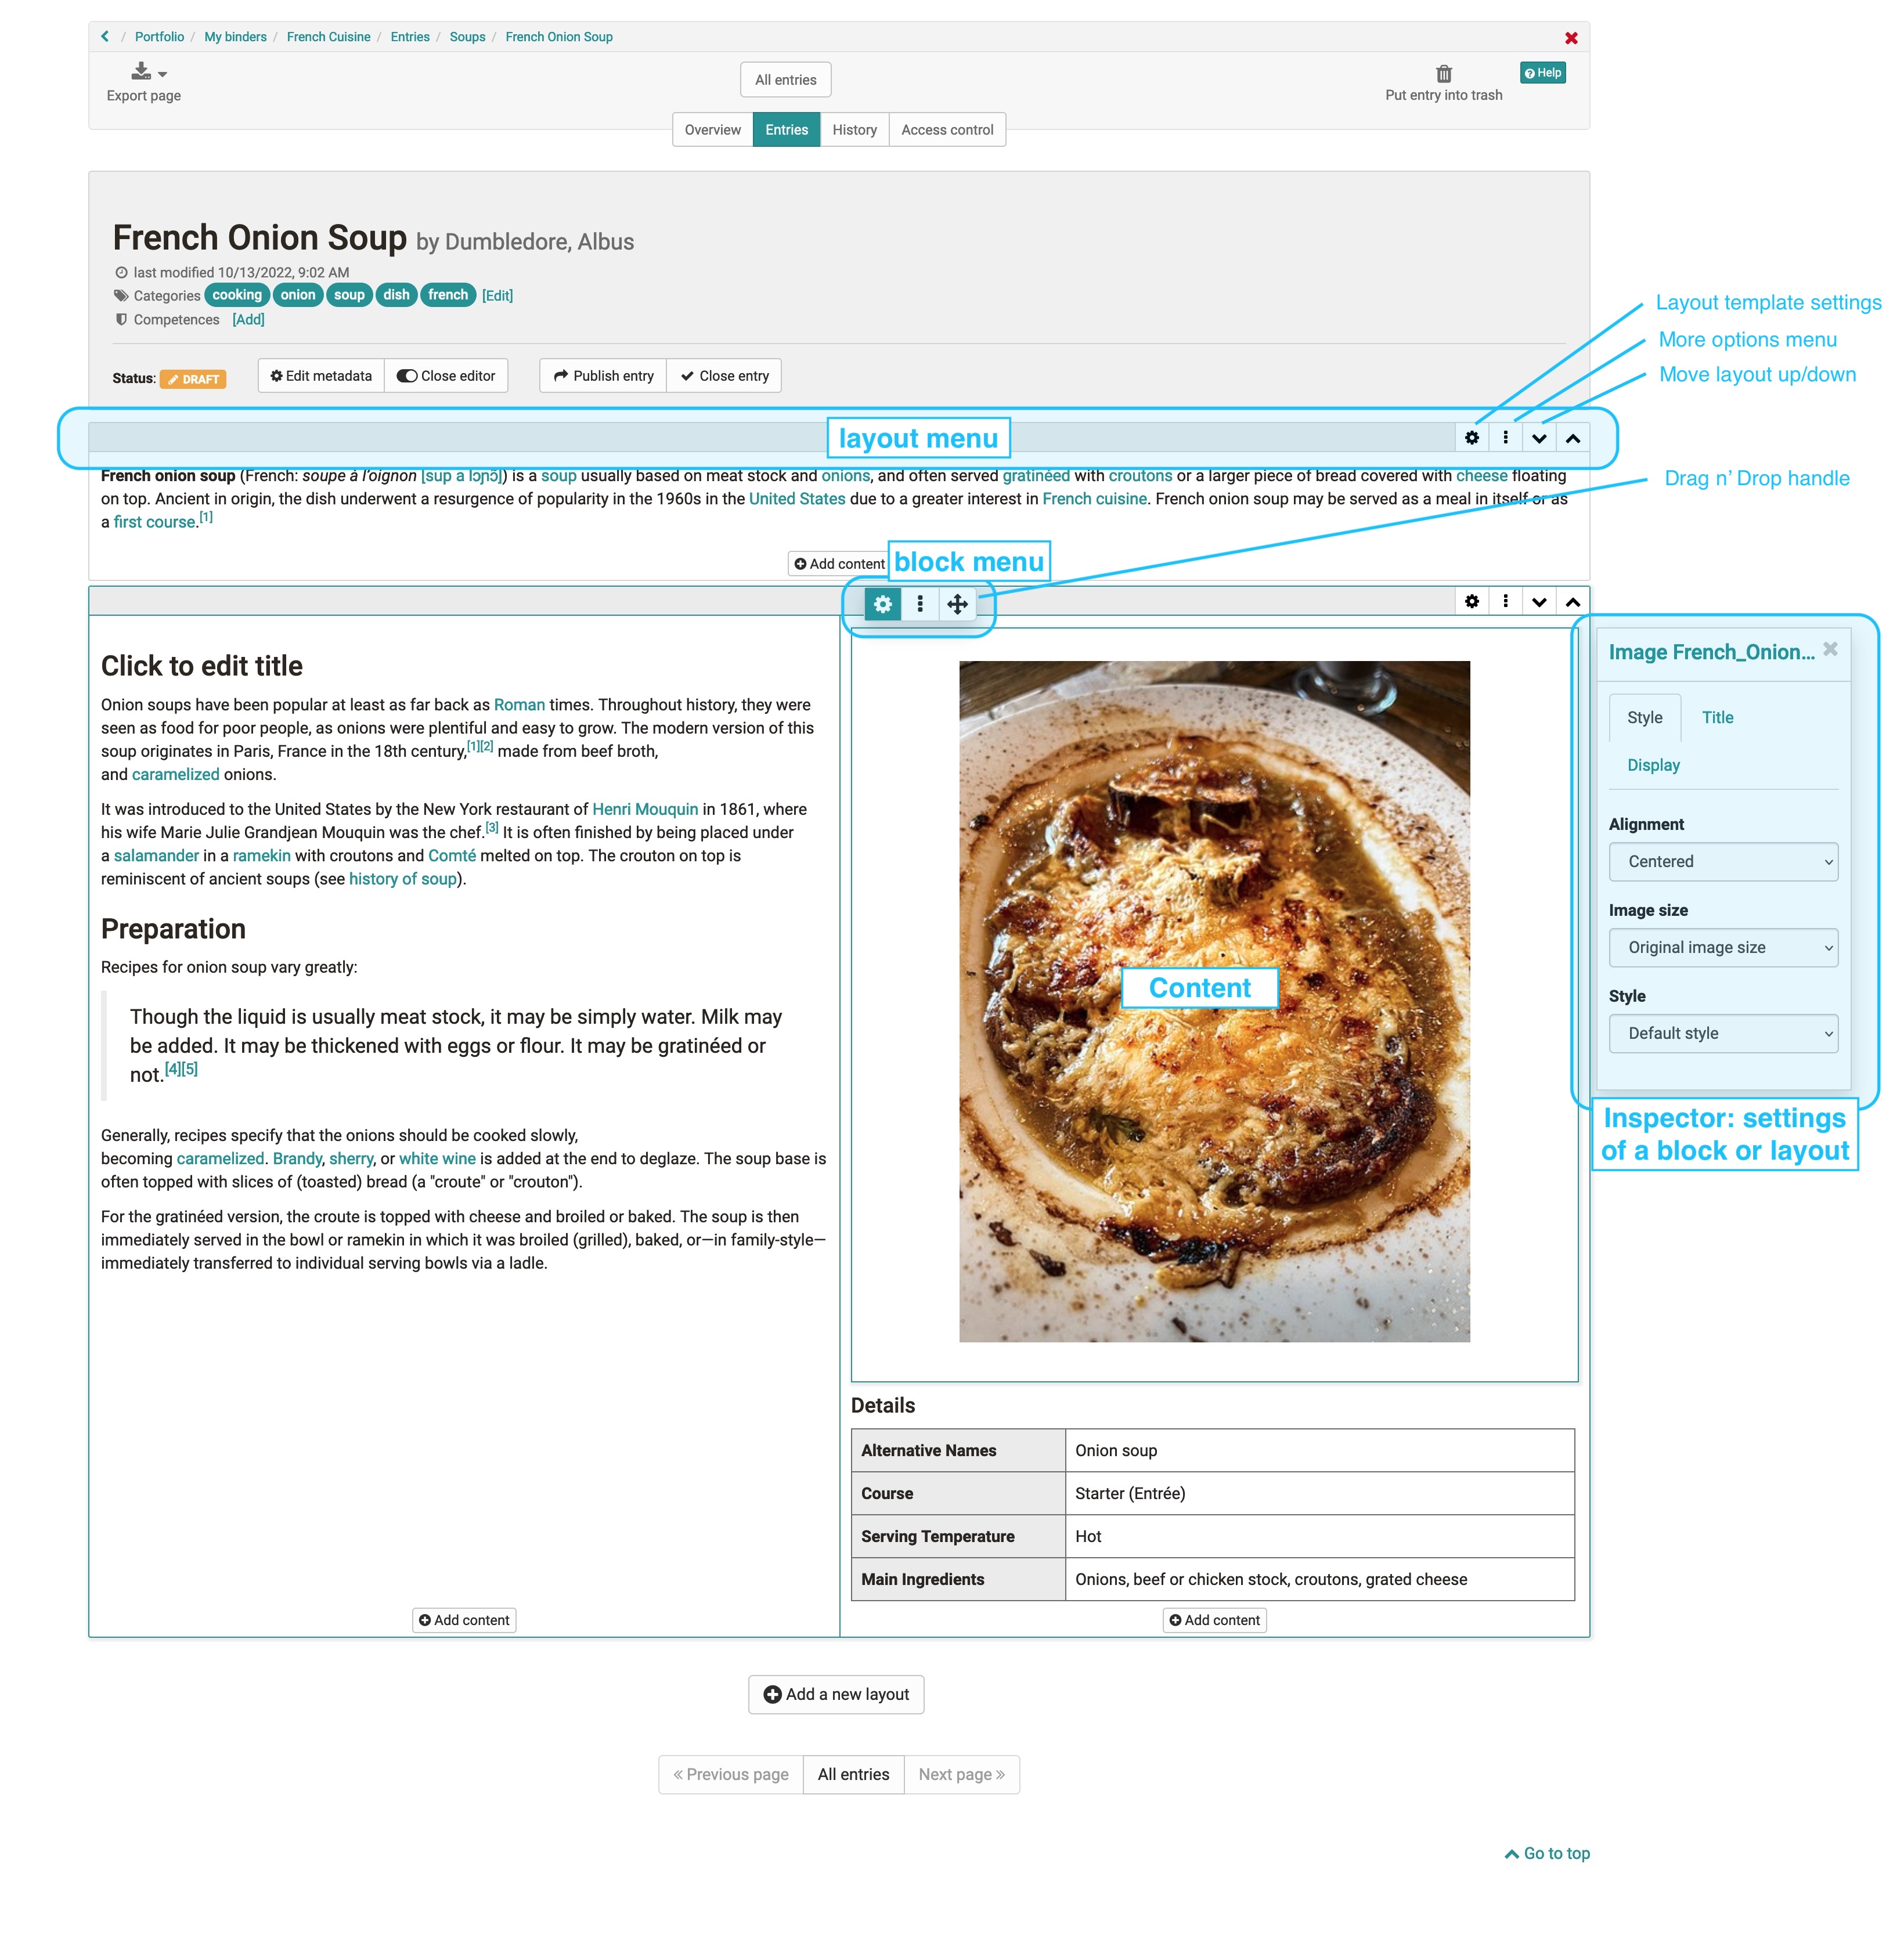 / Portfolio / My binders / French Cuisine / Entries / Soups / French Onion Soup
Export page
All entries
Put entry into trash
Help
Overview
Entries
History
Access control
French Onion Soup by Dumbledore, Albus
last modified 10/13/2022, 9:02 AM
Categories cooking onion soup dish french [Edit]
Competences [Add]
Layout template settings
More options menu
Move layout up/down
Status: DRAFT
Edit metadata
Close editor
Publish entry
Close entry
layout menu
French onion soup (French: soupe à l'oignon [sup a lɔɲɔ̃]) is a soup usually based on meat stock and onions, and often served gratinéed with croutons or a larger piece of bread covered with cheese floating
on top. Ancient in origin, the dish underwent a resurgence of popularity in the 1960s in the United States due to a greater interest in French cuisine. French onion soup may be served as a meal in itself or as
a first course.[1]
Drag n' Drop handle
Add content
block menu
Click to edit title
Onion soups have been popular at least as far back as Roman times. Throughout history, they were
seen as food for poor people, as onions were plentiful and easy to grow. The modern version of this
soup originates in Paris, France in the 18th century,[1][2] made from beef broth,
and caramelized onions.
It was introduced to the United States by the New York restaurant of Henri Mouquin in 1861, where
his wife Marie Julie Grandjean Mouquin was the chef.[3] It is often finished by being placed under
a salamander in a ramekin with croutons and Comté melted on top. The crouton on top is
reminiscent of ancient soups (see history of soup).
Preparation
Recipes for onion soup vary greatly:
Though the liquid is usually meat stock, it may be simply water. Milk may
be added. It may be thickened with eggs or flour. It may be gratinéed or
not.[4][5]
Generally, recipes specify that the onions should be cooked slowly,
becoming caramelized. Brandy, sherry, or white wine is added at the end to deglaze. The soup base is
often topped with slices of (toasted) bread (a "croute" or "crouton").
For the gratinéed version, the croute is topped with cheese and broiled or baked. The soup is then
immediately served in the bowl or ramekin in which it was broiled (grilled), baked, or—in family-style—
immediately transferred to individual serving bowls via a ladle.
Add content
Content
Details
Alternative Names Onion soup
Course Starter (Entrée)
Serving Temperature Hot
Main Ingredients Onions, beef or chicken stock, croutons, grated cheese
Add content
Image French_Onion...
Style
Title
Display
Alignment
Centered
Image size
Original image size
Style
Default style
Inspector: settings
of a block or layout
Add a new layout
« Previous page
All entries
Next page »
Go to top